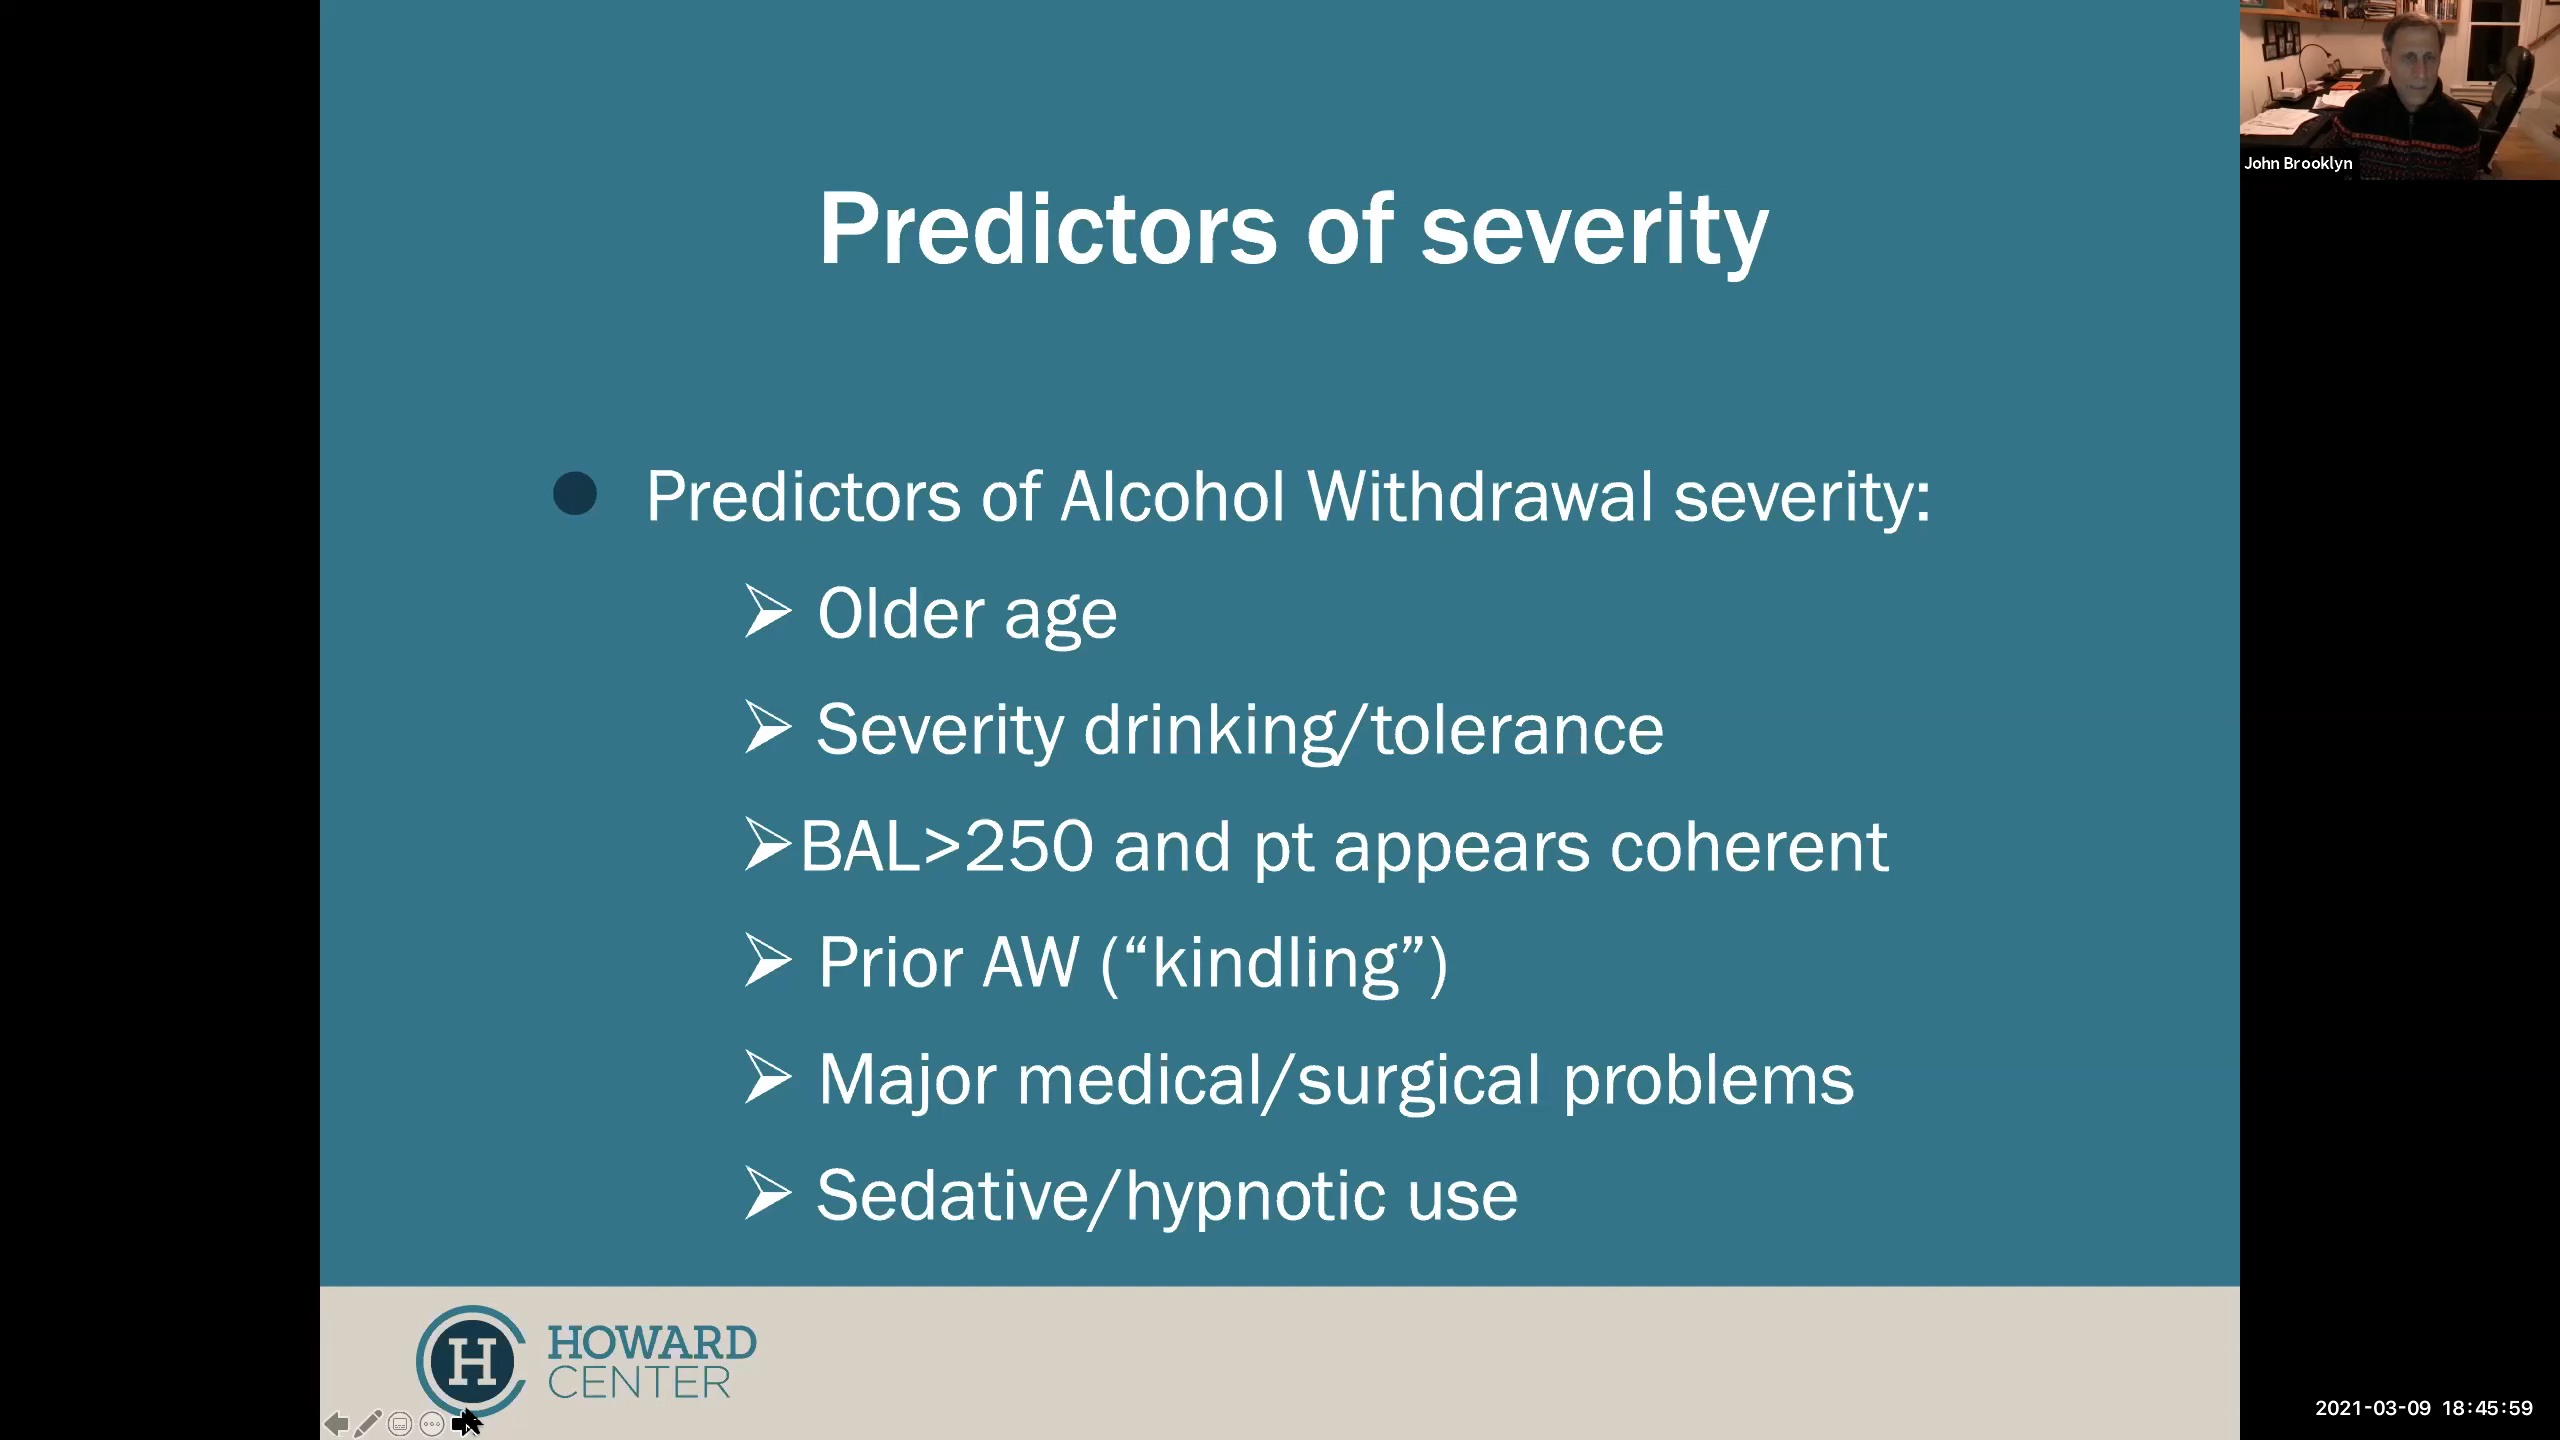 Predictors of severity
Predictors of Alcohol Withdrawal severity:
Older age
Severity drinking/tolerance
BAL>250 and pt appears coherent
Prior AW (“kindling”)
Major medical/surgical problems
Sedative/hypnotic use
H
HOWARD
CENTER
John Brooklyn
2021-03-09 18:45:59